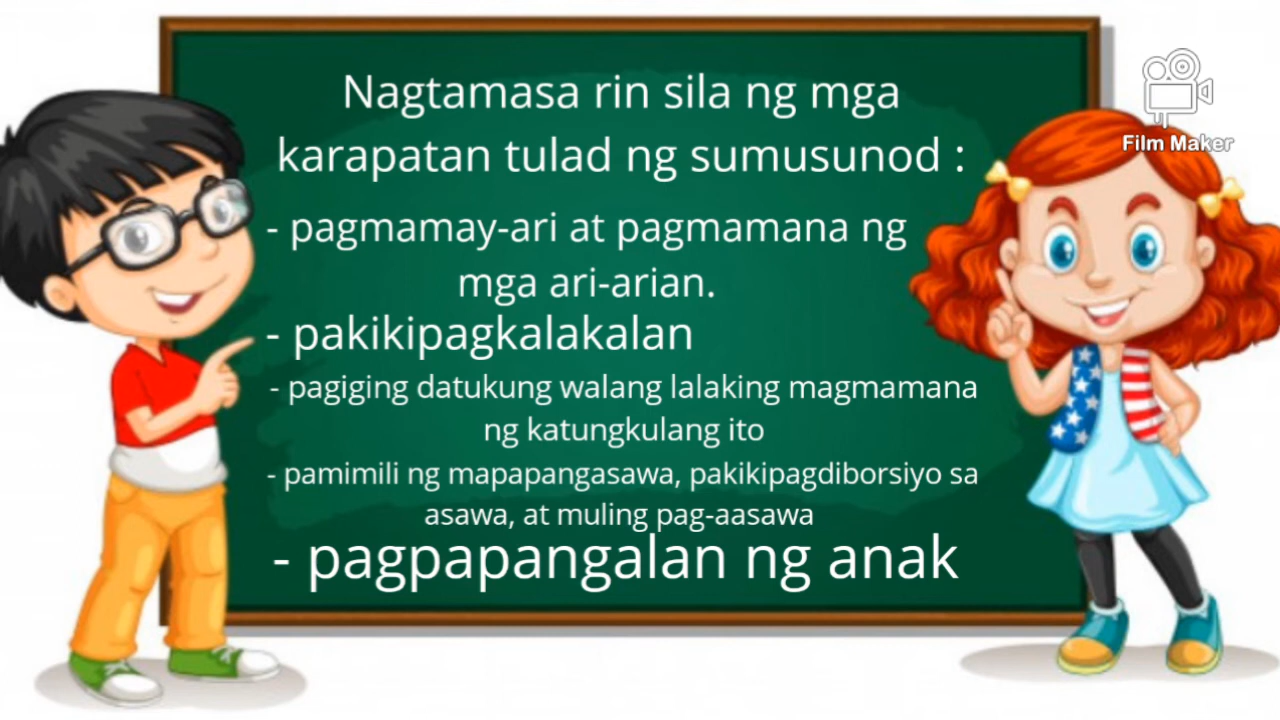 Nagtamasa rin sila ng mga
karapatan tulad ng sumusunod :
- pagmamay-ari at pagmamana ng
mga ari-arian.
- pakikipagkalakalan
- pagiging datukung walang lalaking magmamana
ng katungkulang ito
- pamimili ng mapapangasawa, pakikipagdiborsiyo sa
asawa, at muling pag-aasawa
- pagpapangalan ng anak
Film Maker